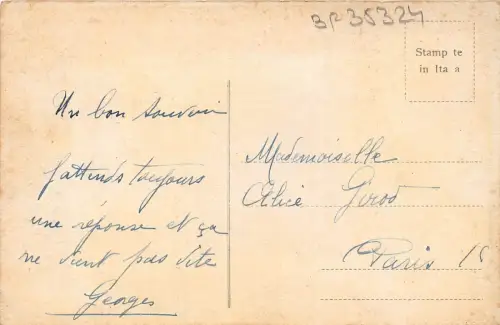 BP35324
Stamp te
in Ita a
Un bon souvenir
J'attends toujours
une réponse et ça
ne vient pas vite
Georges
Mademoiselle
Alice Girod
Paris 15